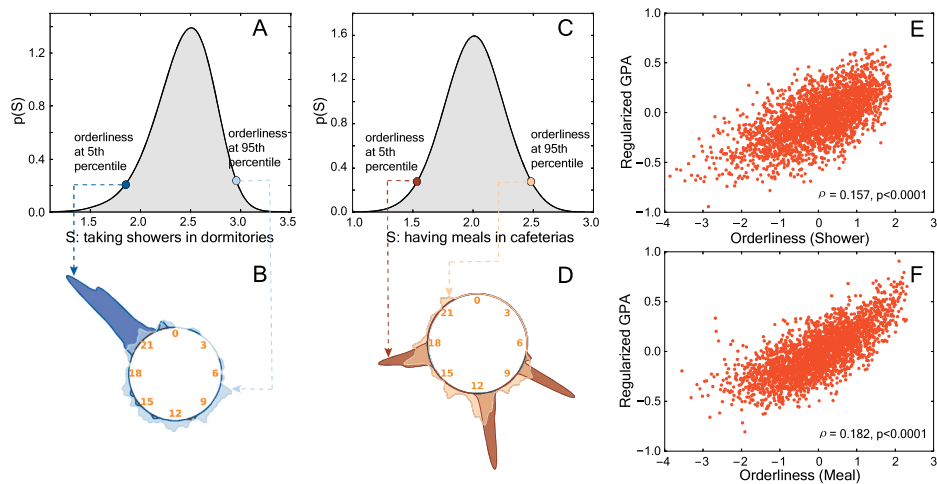 A
p(S)
1.2
0.8
0.4
0.0
1.5
2.0
2.5
3.0
3.5
orderliness
at 5th
percentile
orderliness
at 95th
percentile
S: taking showers in dormitories
C
p(S)
1.6
1.2
0.8
0.4
0.0
1.0
1.5
2.0
2.5
3.0
orderliness
at 5th
percentile
orderliness
at 95th
percentile
S: having meals in cafeterias
E
Regularized GPA
1.0
0.5
0.0
−0.5
−1.0
−4
−3
−2
−1
0
1
2
3
ρ = 0.157, p<0.0001
Orderliness (Shower)
B
0
3
6
9
12
15
18
21
D
0
3
6
9
12
15
18
21
F
Regularized GPA
1.0
0.5
0.0
−0.5
−1.0
−4
−3
−2
−1
0
1
2
3
ρ = 0.182, p<0.0001
Orderliness (Meal)